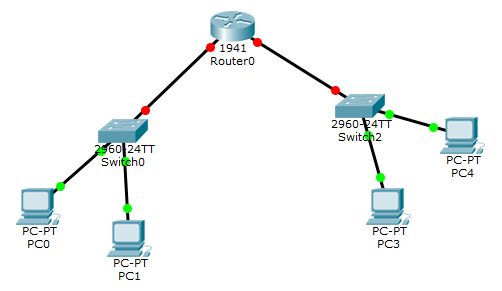 1941
Router0
2960-24TT
Switch0
2960-24TT
Switch2
PC-PT
PC4
PC-PT
PC0
PC-PT
PC1
PC-PT
PC3